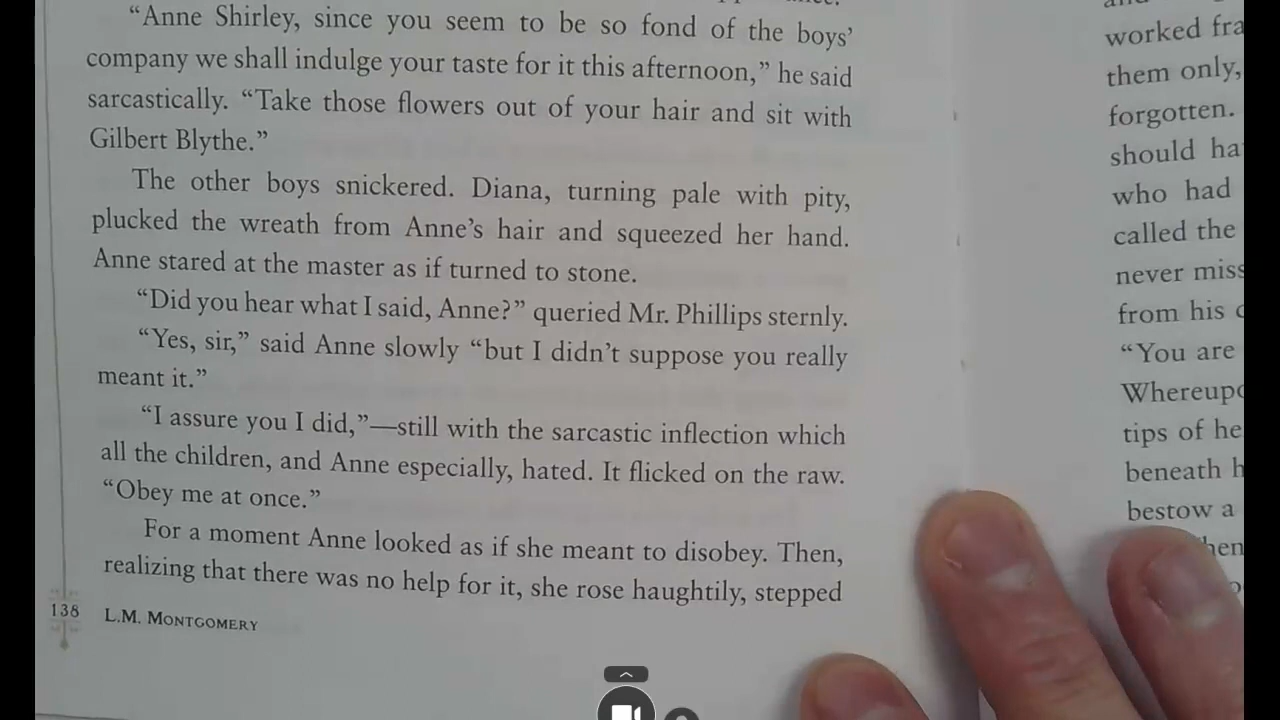 “Anne Shirley, since you seem to be so fond of the boys’
company we shall indulge your taste for it this afternoon,” he said
sarcastically. “Take those flowers out of your hair and sit with
Gilbert Blythe.”
The other boys snickered. Diana, turning pale with pity,
plucked the wreath from Anne’s hair and squeezed her hand.
Anne stared at the master as if turned to stone.
“Did you hear what I said, Anne?” queried Mr. Phillips sternly.
“Yes, sir,” said Anne slowly “but I didn’t suppose you really
meant it.”
“I assure you I did,”—still with the sarcastic inflection which
all the children, and Anne especially, hated. It flicked on the raw.
“Obey me at once.”
For a moment Anne looked as if she meant to disobey. Then,
realizing that there was no help for it, she rose haughtily, stepped
138
L.M. MONTGOMERY
worked
them only,
forgotten.
should
who had
called the
never
from his
“You are
tips of
beneath
bestow a